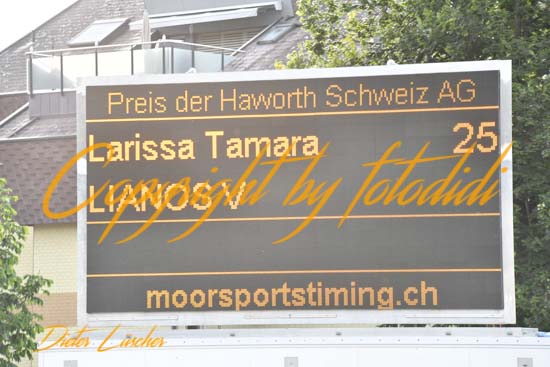 Preis der Haworth Schweiz AG
Larissa Tamara 25
LIANOS V
Copyright by fotodidi
moorsportstiming.ch
Dieter Lüscher